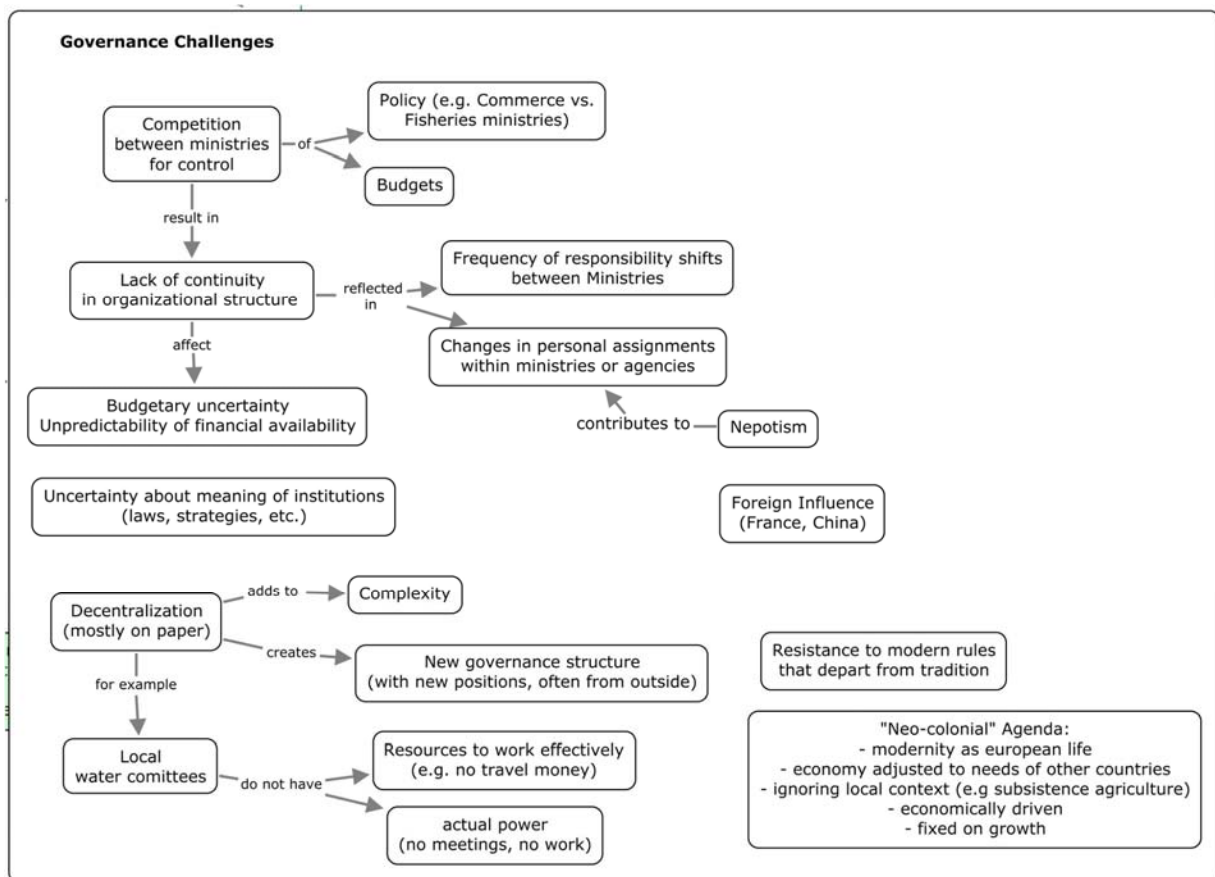 Governance Challenges
Competition
between ministries
for control
of
Policy (e.g. Commerce vs.
Fisheries ministries)
Budgets
result in
Lack of continuity
in organizational structure
reflected
in
Frequency of responsibility shifts
between Ministries
Changes in personal assignments
within ministries or agencies
affect
Budgetary uncertainty
Unpredictability of financial availability
contributes to
Nepotism
Uncertainty about meaning of institutions
(laws, strategies, etc.)
Foreign Influence
(France, China)
Decentralization
(mostly on paper)
adds to
Complexity
creates
New governance structure
(with new positions, often from outside)
Resistance to modern rules
that depart from tradition
for example
Local
water comittees
do not have
Resources to work effectively
(e.g. no travel money)
actual power
(no meetings, no work)
"Neo-colonial" Agenda:
- modernity as european life
- economy adjusted to needs of other countries
- ignoring local context (e.g subsistence agriculture)
- economically driven
- fixed on growth